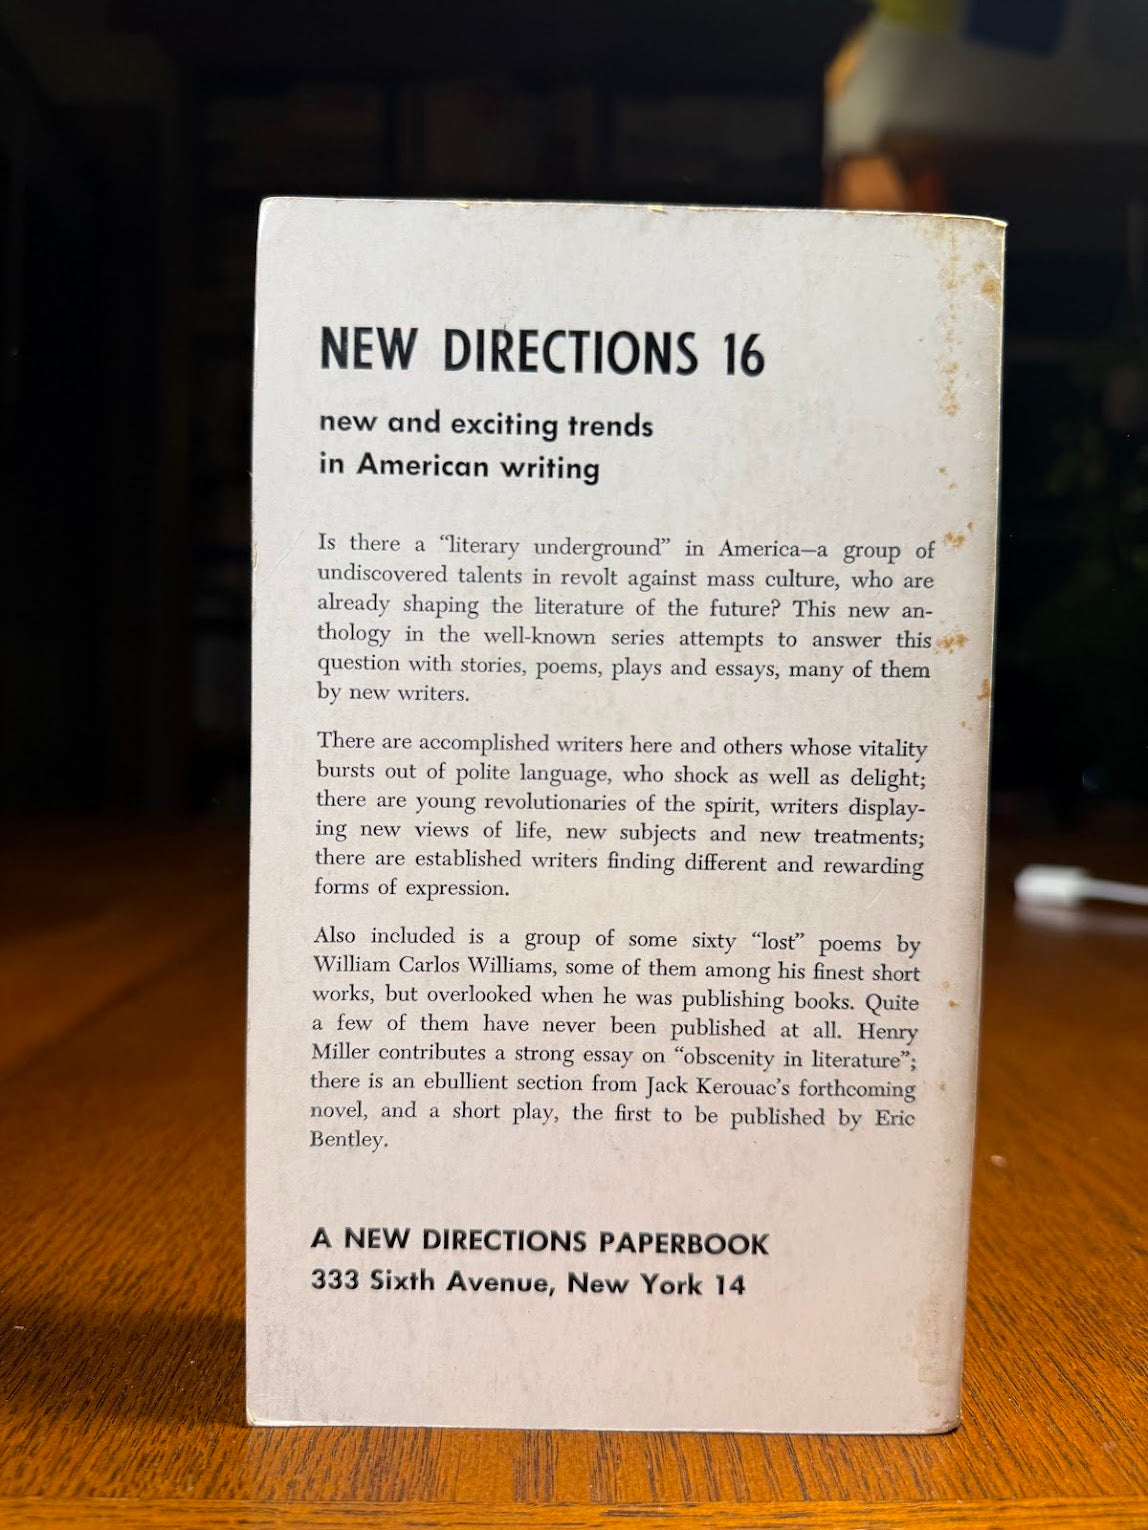 NEW DIRECTIONS 16
new and exciting trends
in American writing
Is there a “literary underground” in America—a group of
undiscovered talents in revolt against mass culture, who are
already shaping the literature of the future? This new an-
thology in the well-known series attempts to answer this
question with stories, poems, plays and essays, many of them
by new writers.
There are accomplished writers here and others whose vitality
bursts out of polite language, who shock as well as delight;
there are young revolutionaries of the spirit, writers display-
ing new views of life, new subjects and new treatments;
there are established writers finding different and rewarding
forms of expression.
Also included is a group of some sixty “lost” poems by
William Carlos Williams, some of them among his finest short
works, but overlooked when he was publishing books. Quite
a few of them have never been published at all. Henry
Miller contributes a strong essay on “obscenity in literature”;
there is an ebullient section from Jack Kerouac’s forthcoming
novel, and a short play, the first to be published by Eric
Bentley.
A NEW DIRECTIONS PAPERBOOK
333 Sixth Avenue, New York 14